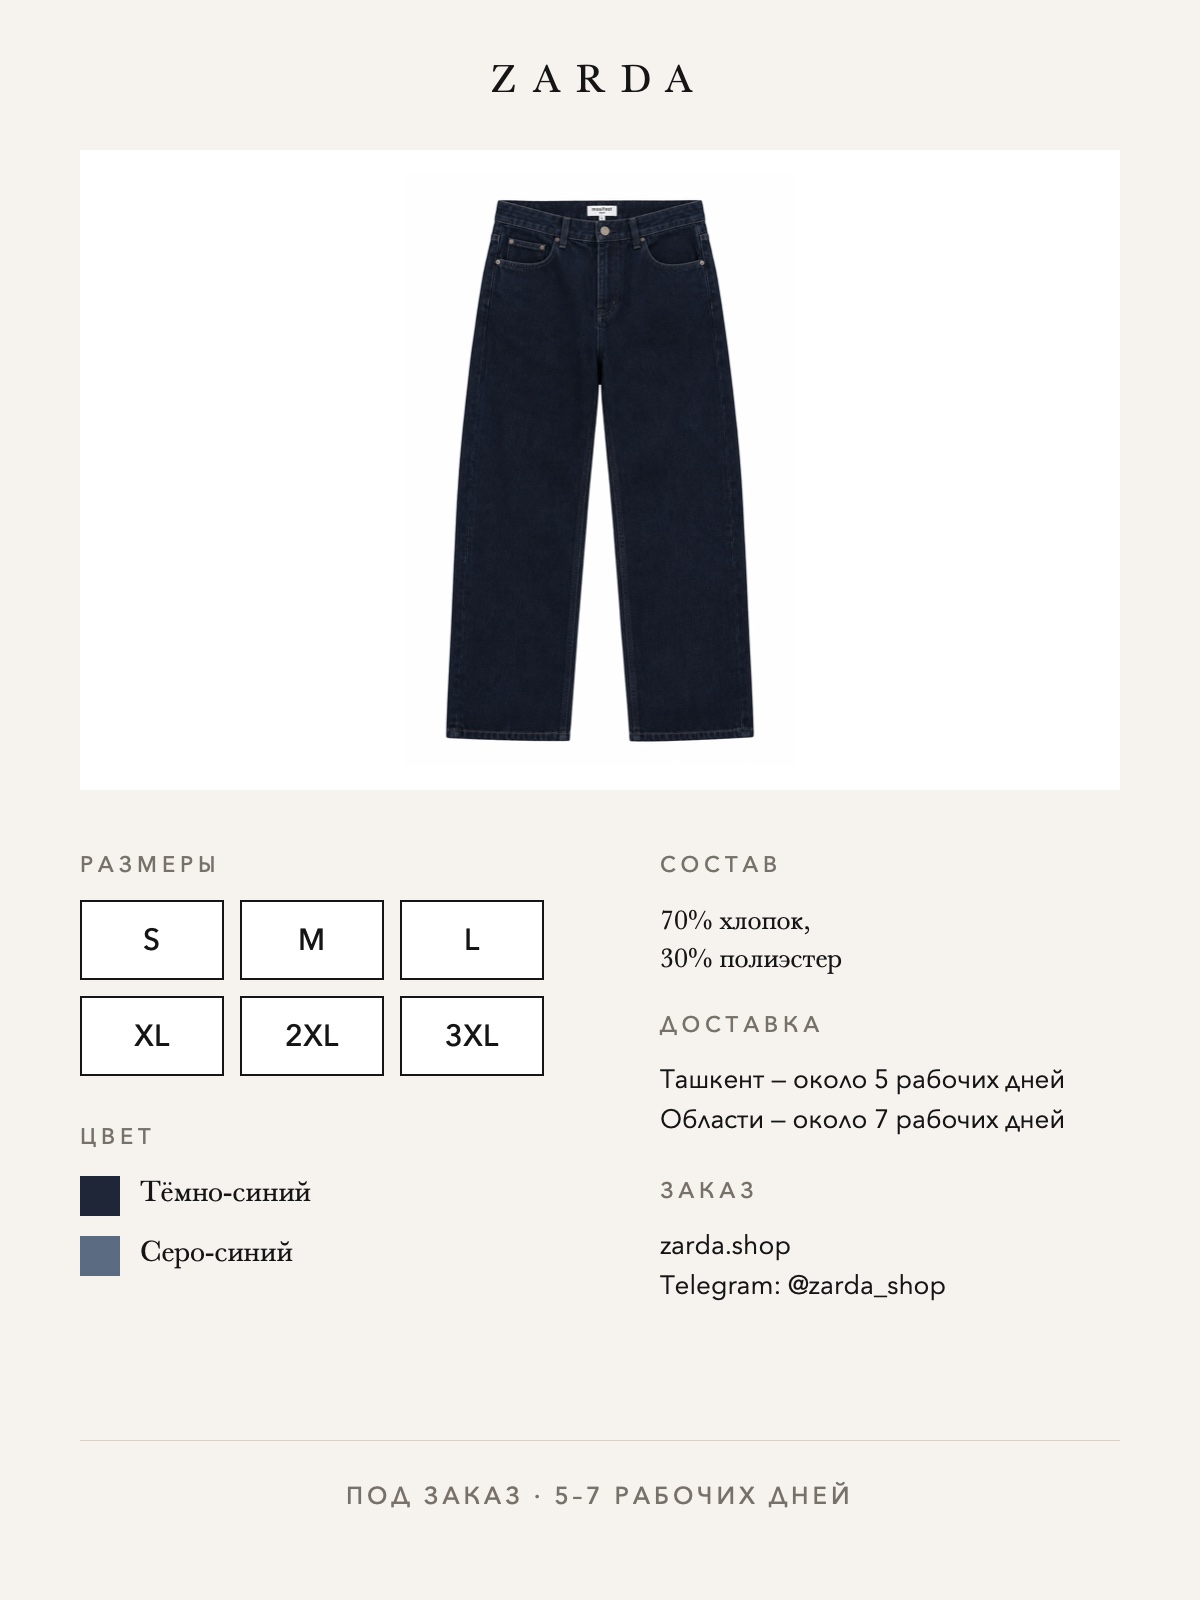 ZARDA
РАЗМЕРЫ
S
M
L
XL
2XL
3XL
ЦВЕТ
Тёмно-синий
Серо-синий
СОСТАВ
70% хлопок,
30% полиэстер
ДОСТАВКА
Ташкент – около 5 рабочих дней
Области – около 7 рабочих дней
ЗАКАЗ
zarda.shop
Telegram: @zarda_shop
ПОД ЗАКАЗ · 5–7 РАБОЧИХ ДНЕЙ